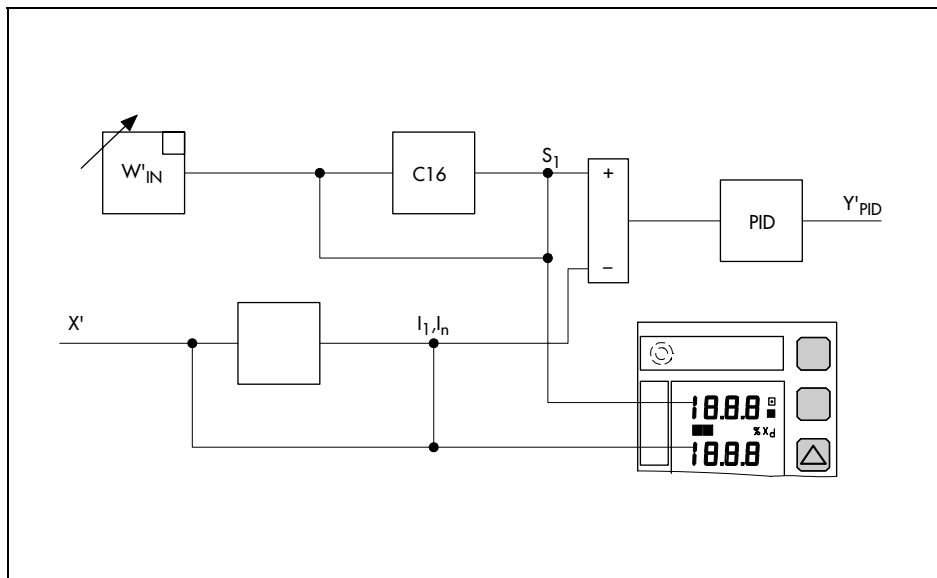 W'IN
C16
S1
+
−
PID
Y'PID
X'
I1,In
18.8.8
% Xd
18.8.8